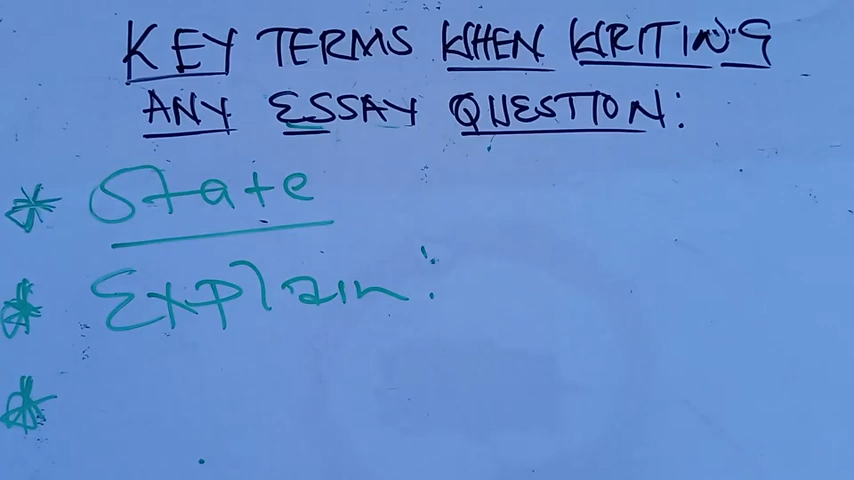 KEY TERMS WHEN WRITING
ANY ESSAY QUESTION:
* State
* Explain:
*